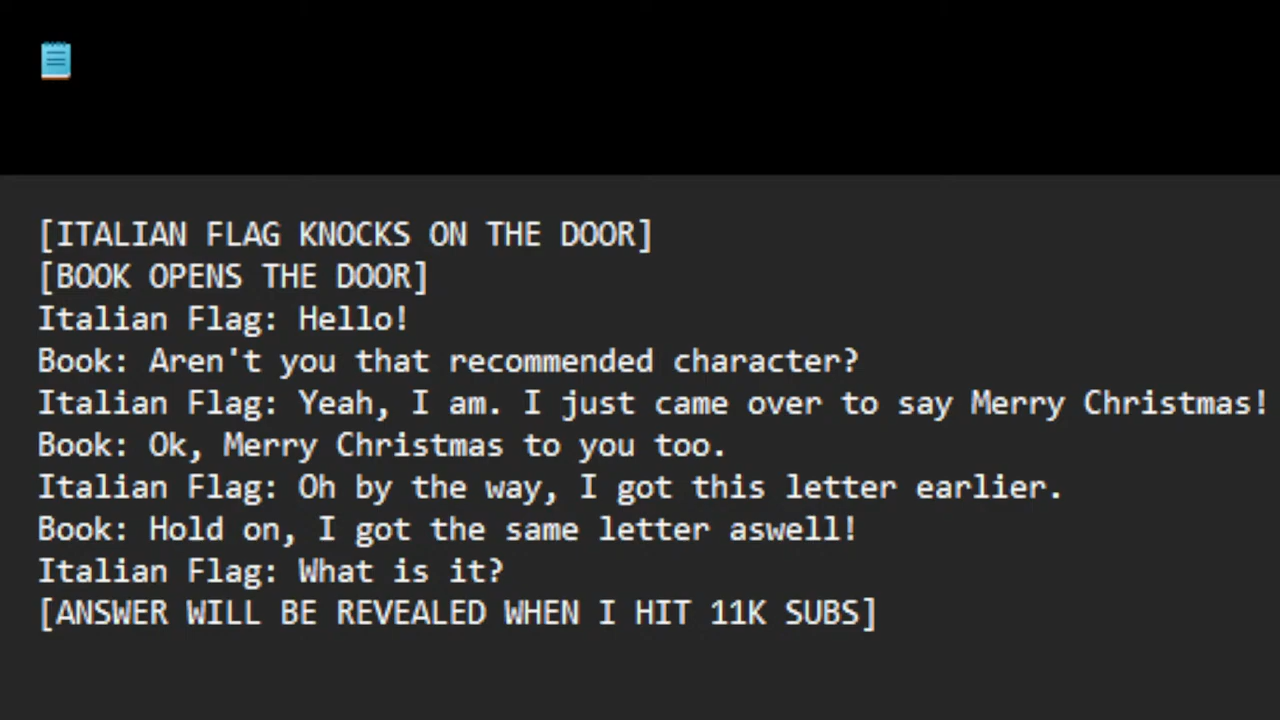 [ITALIAN FLAG KNOCKS ON THE DOOR]
[BOOK OPENS THE DOOR]
Italian Flag: Hello!
Book: Aren't you that recommended character?
Italian Flag: Yeah, I am. I just came over to say Merry Christmas!
Book: Ok, Merry Christmas to you too.
Italian Flag: Oh by the way, I got this letter earlier.
Book: Hold on, I got the same letter aswell!
Italian Flag: What is it?
[ANSWER WILL BE REVEALED WHEN I HIT 11K SUBS]